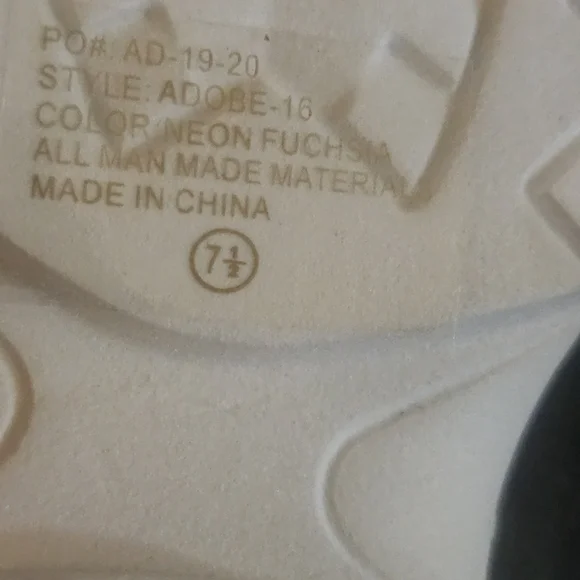 PO#: AD-19-20
STYLE: ADOBE-16
COLOR NEON FUCHSIA
ALL MAN MADE MATERIAL
MADE IN CHINA
7½